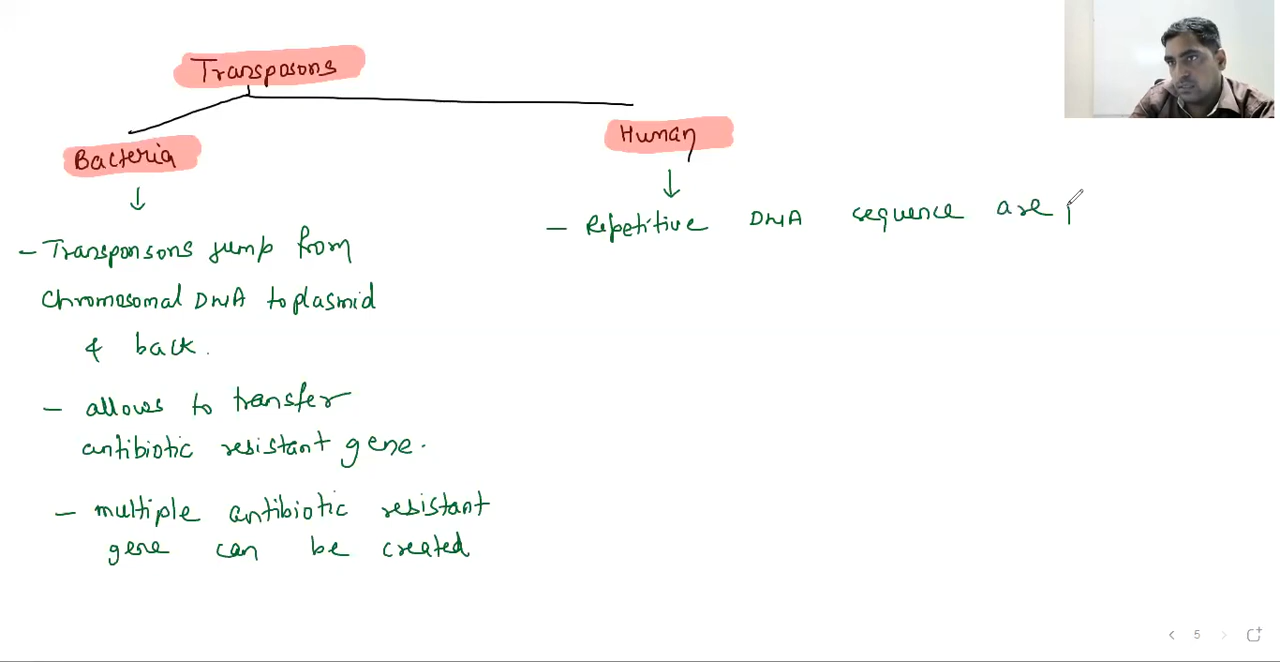 Transposons
Bacteria
Human
- Transponsons jump from
chromosomal DNA to plasmid
& back.
- allows to transfer
antibiotic resistant gene.
- multiple antibiotic resistant
gene can be created
- Repetitive DNA sequence are
< 5 >